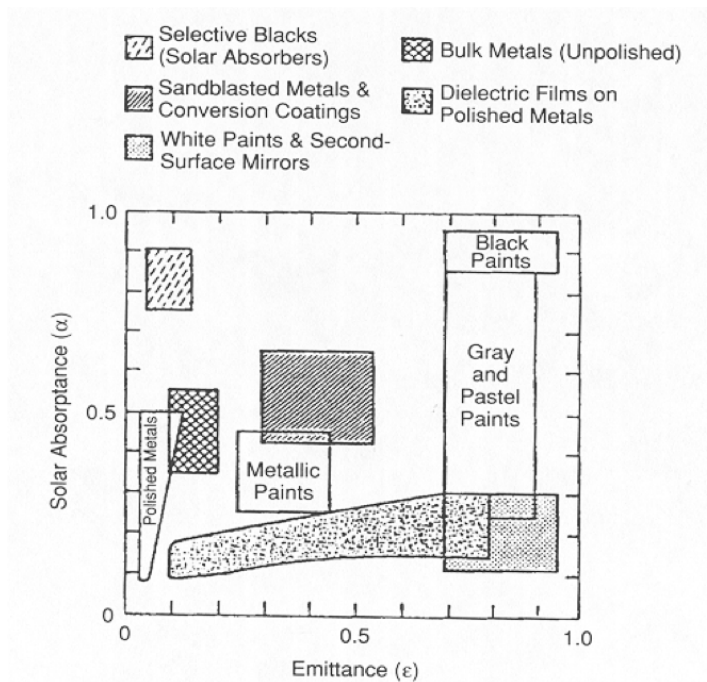 Selective Blacks
(Solar Absorbers)
Sandblasted Metals &
Conversion Coatings
White Paints & Second-
Surface Mirrors
Bulk Metals (Unpolished)
Dielectric Films on
Polished Metals
1.0
Black
Paints
Gray
and
Pastel
Paints
0.5
Polished Metals
Metallic
Paints
Solar Absorptance (α)
0
0
0.5
1.0
Emittance (ε)